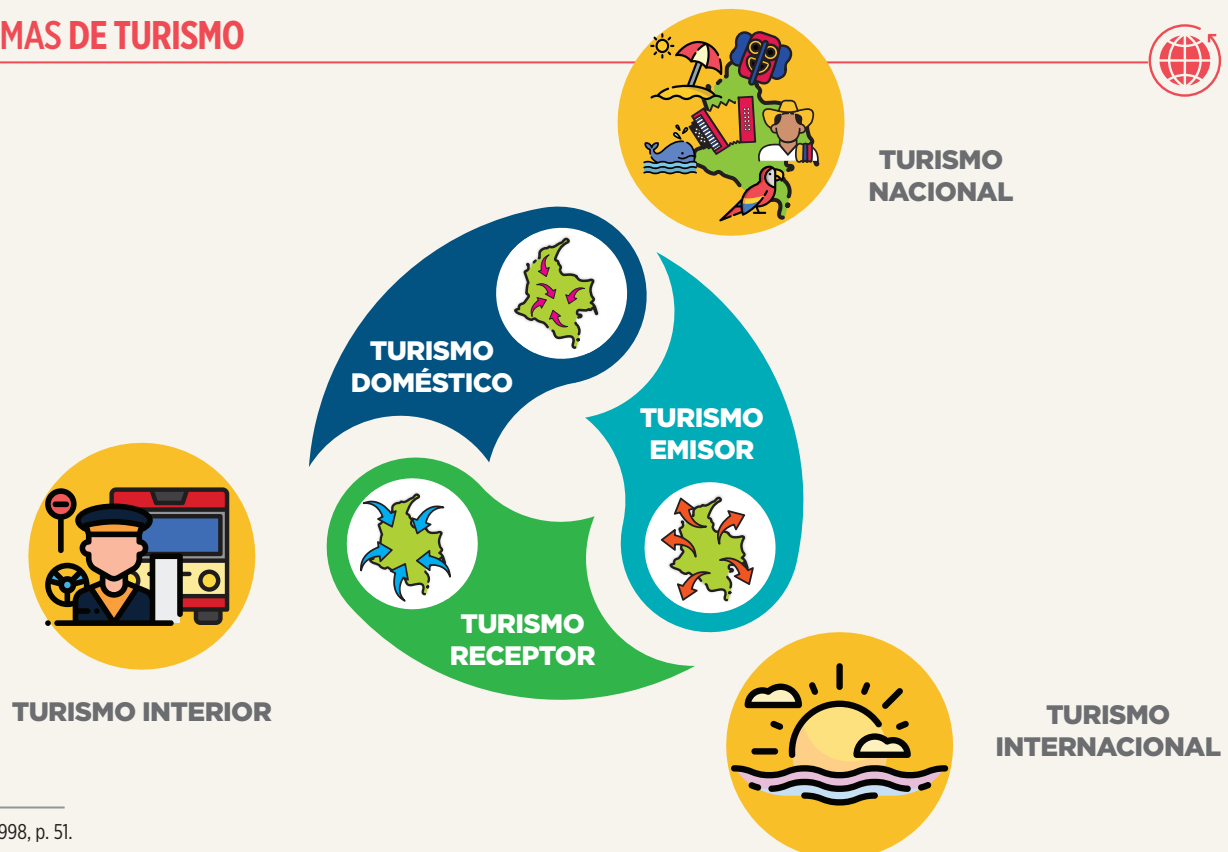 MAS DE TURISMO
TURISMO
NACIONAL
TURISMO
DOMÉSTICO
TURISMO
EMISOR
TURISMO
RECEPTOR
TURISMO INTERIOR
TURISMO
INTERNACIONAL
998, p. 51.